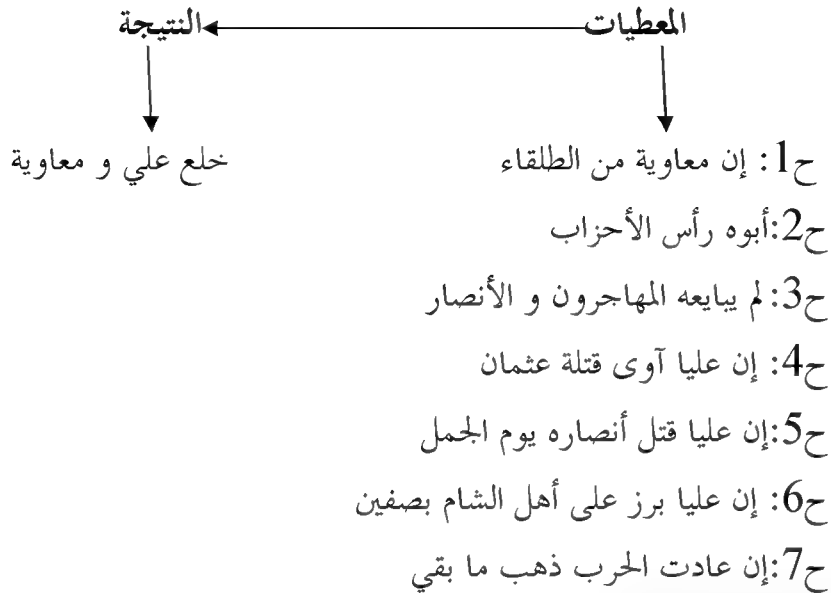 المعطيات النتيجة
ح1: إن معاوية من الطلقاء خلع علي و معاوية
ح2:أبوه رأس الأحزاب
ح3: لم يبايعه المهاجرون و الأنصار
ح4: إن عليا آوى قتلة عثمان
ح5:إن عليا قتل أنصاره يوم الجمل
ح6: إن عليا برز على أهل الشام بصفين
ح7:إن عادت الحرب ذهب ما بقي